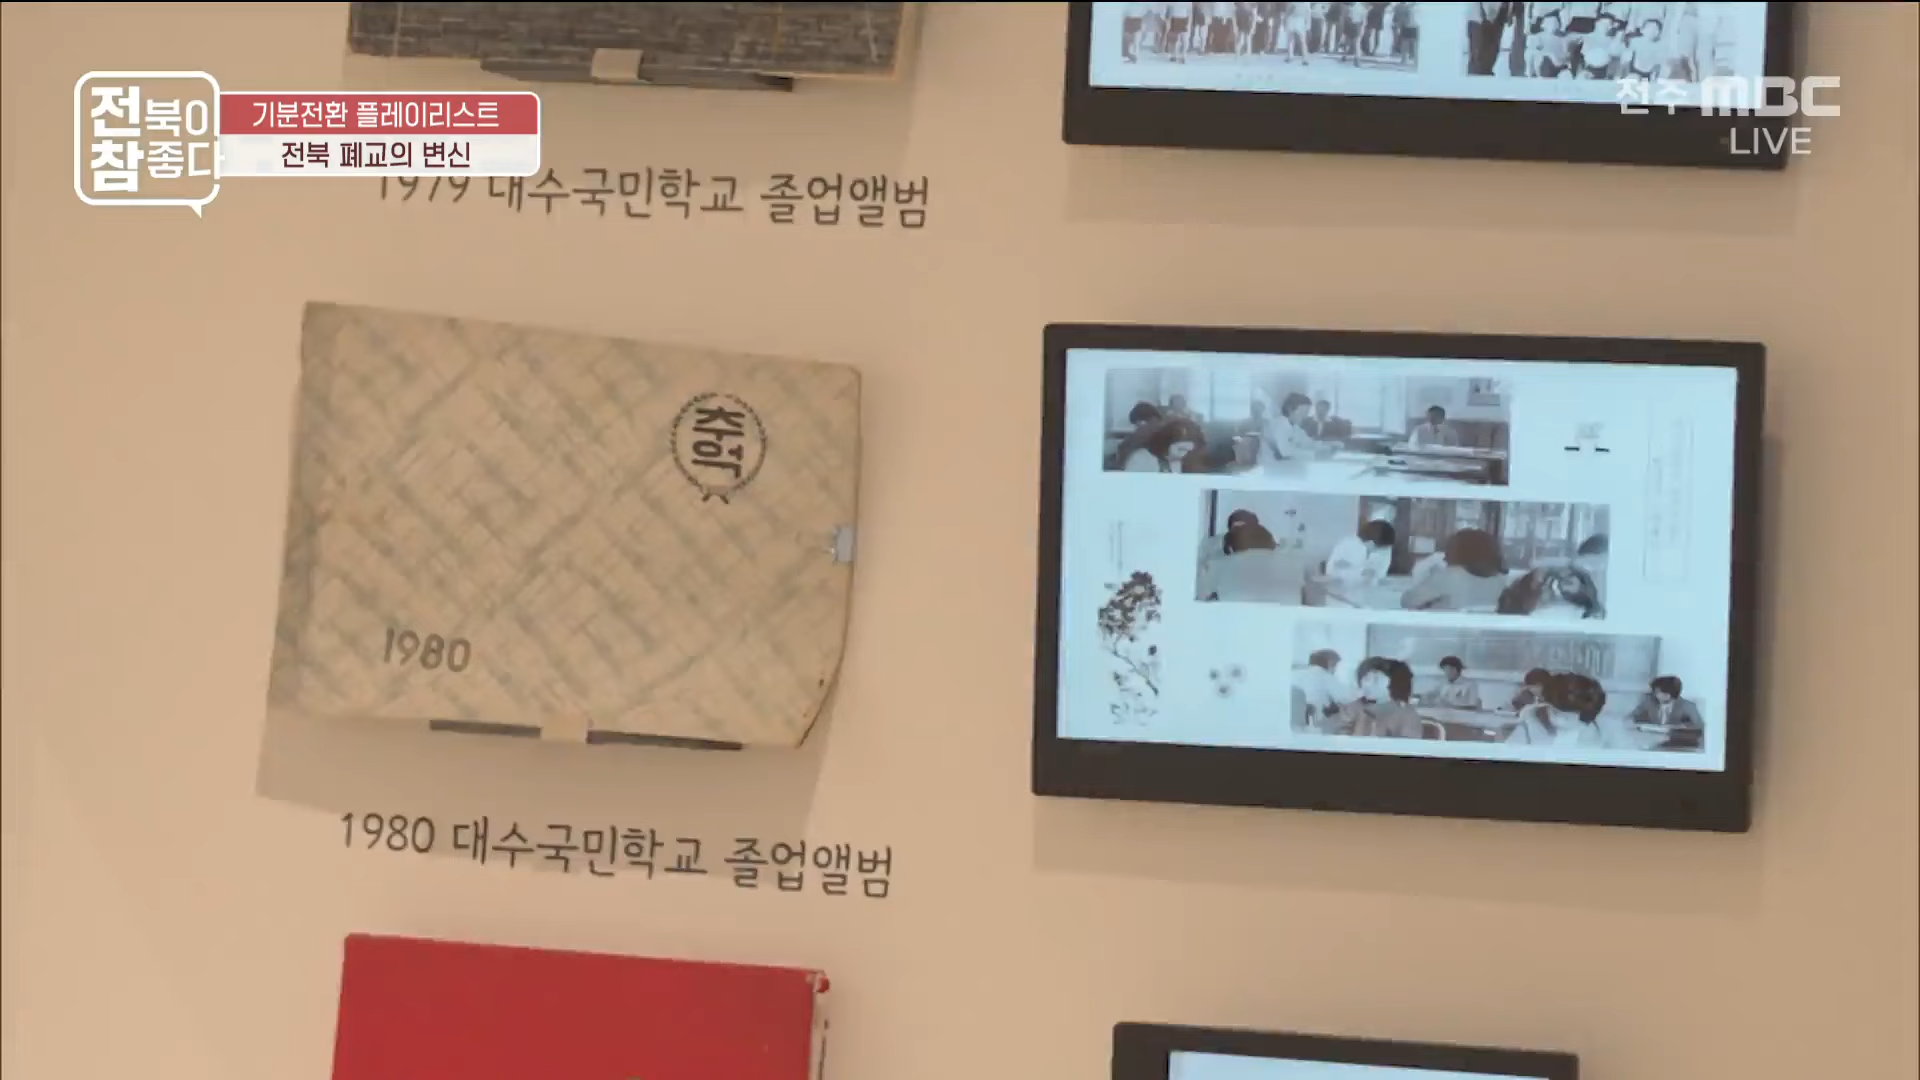 전북이
참좋다
기분전환 플레이리스트
전북 폐교의 변신
전주 MBC
LIVE
1979 대수국민학교 졸업앨범
1980
1980 대수국민학교 졸업앨범